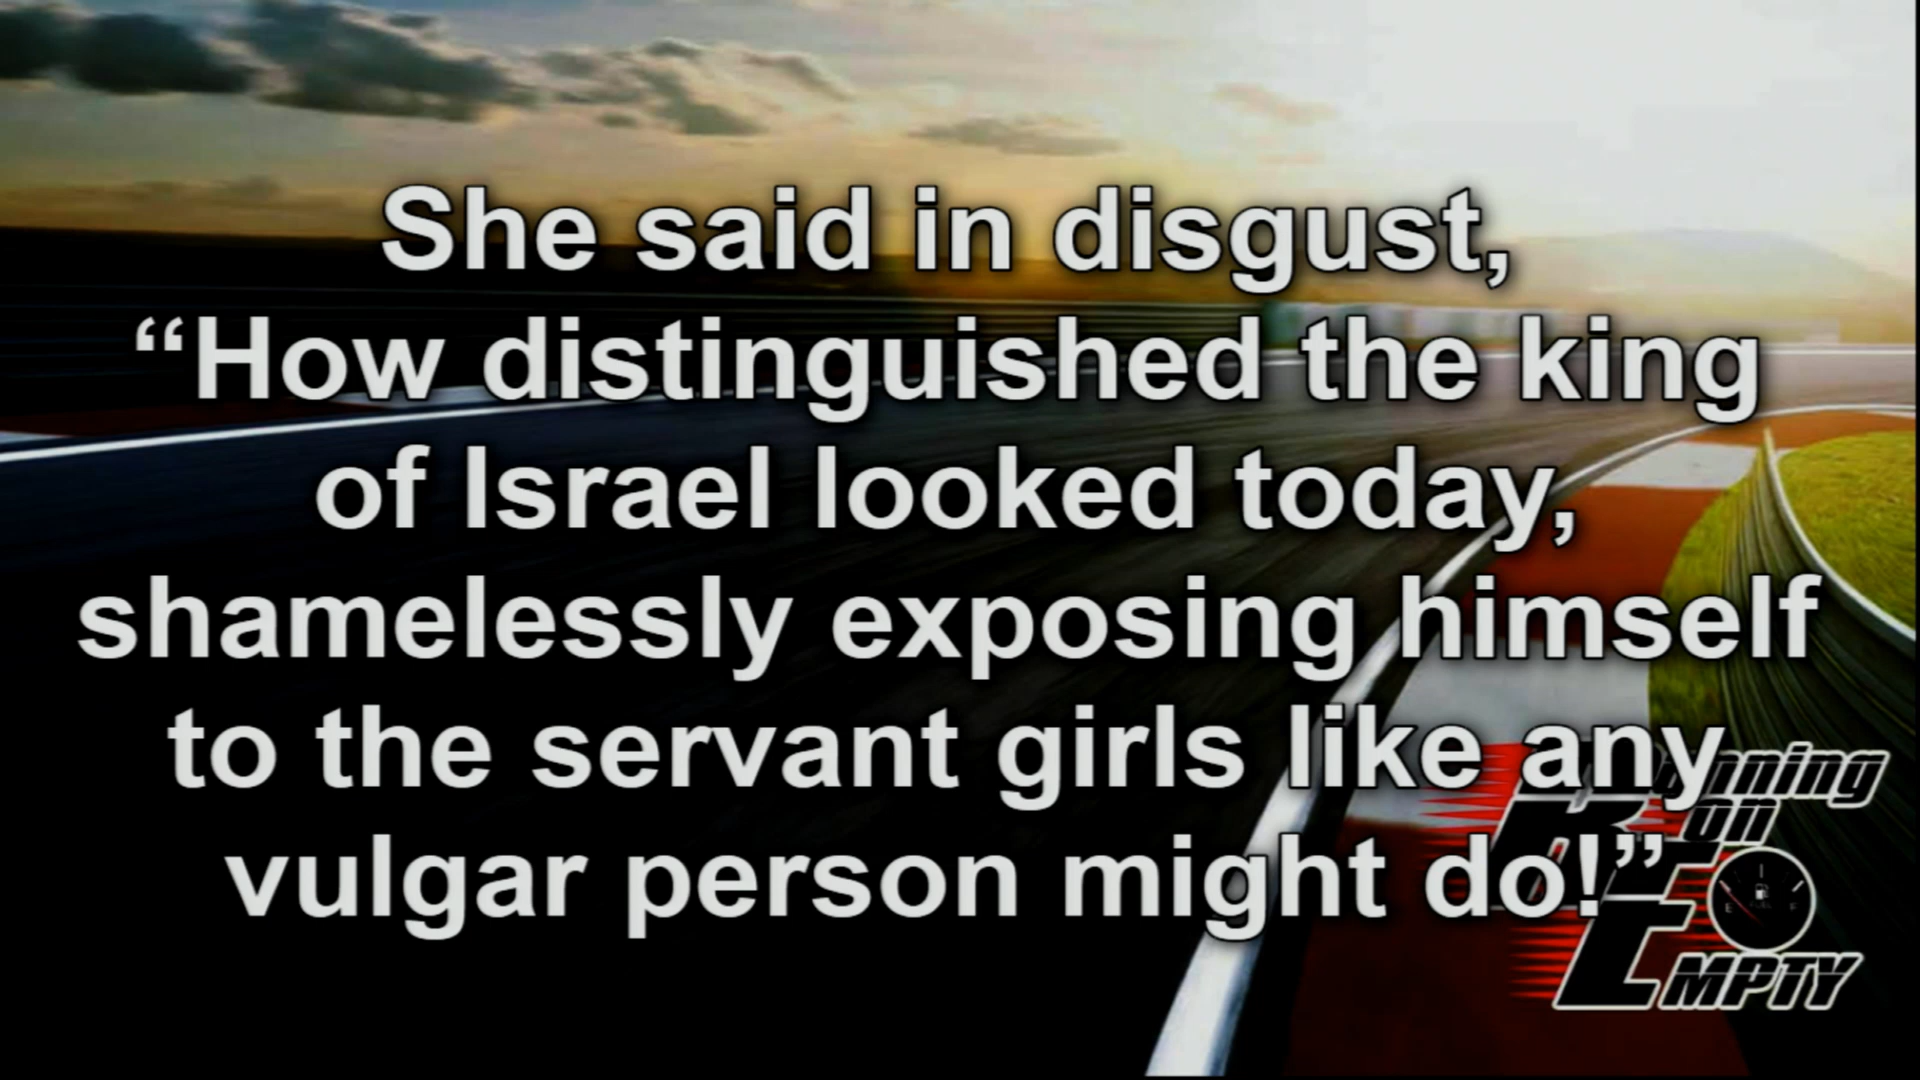 She said in disgust,
“How distinguished the king
of Israel looked today,
shamelessly exposing himself
to the servant girls like any
vulgar person might do!”
Running
on
EMPTY
E FUEL F